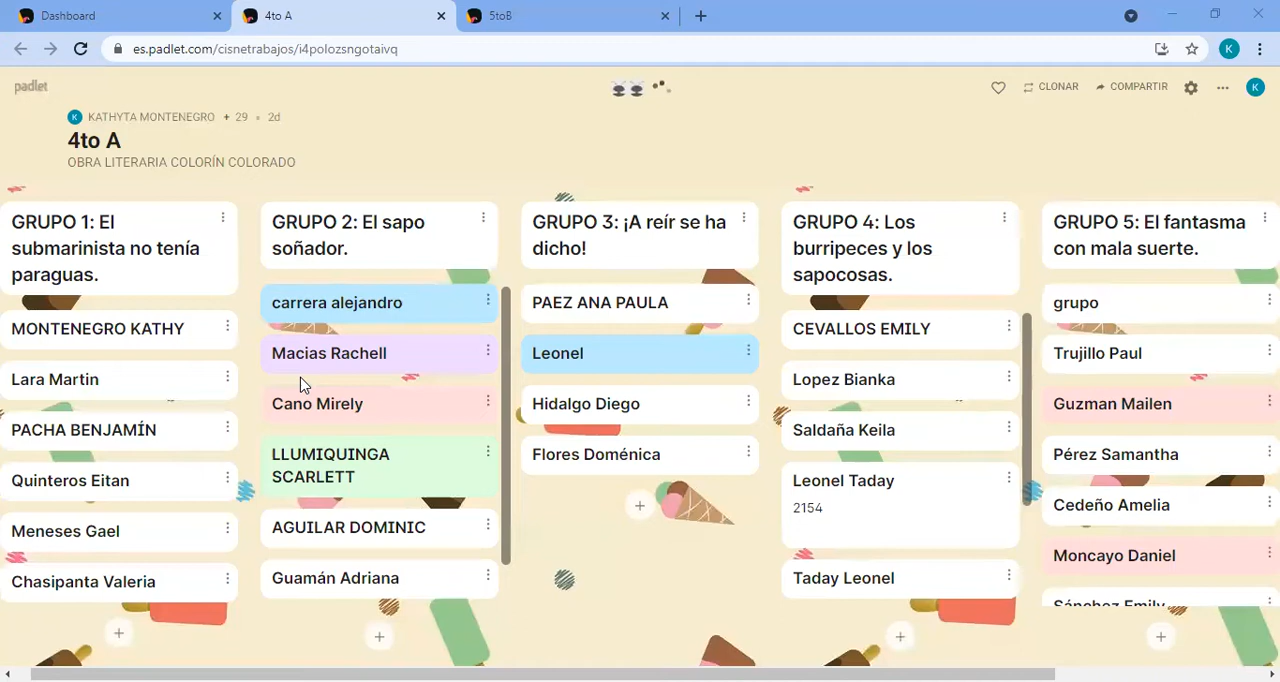 Dashboard
4to A
5toB
es.padlet.com/cisnetrabajos/i4polozsngotaivq
K
padlet
CLONAR
COMPARTIR
K
K KATHYTA MONTENEGRO + 29 • 2d
4to A
OBRA LITERARIA COLORÍN COLORADO
GRUPO 1: El
submarinista no tenía
paraguas.
MONTENEGRO KATHY
Lara Martin
PACHA BENJAMÍN
Quinteros Eitan
Meneses Gael
Chasipanta Valeria
GRUPO 2: El sapo
soñador.
carrera alejandro
Macias Rachell
Cano Mirely
LLUMIQUINGA
SCARLETT
AGUILAR DOMINIC
Guamán Adriana
GRUPO 3: ¡A reír se ha
dicho!
PAEZ ANA PAULA
Leonel
Hidalgo Diego
Flores Doménica
GRUPO 4: Los
burripeces y los
sapocosas.
CEVALLOS EMILY
Lopez Bianka
Saldaña Keila
Leonel Taday
2154
Taday Leonel
GRUPO 5: El fantasma
con mala suerte.
grupo
Trujillo Paul
Guzman Mailen
Pérez Samantha
Cedeño Amelia
Moncayo Daniel
Sánchez Emily